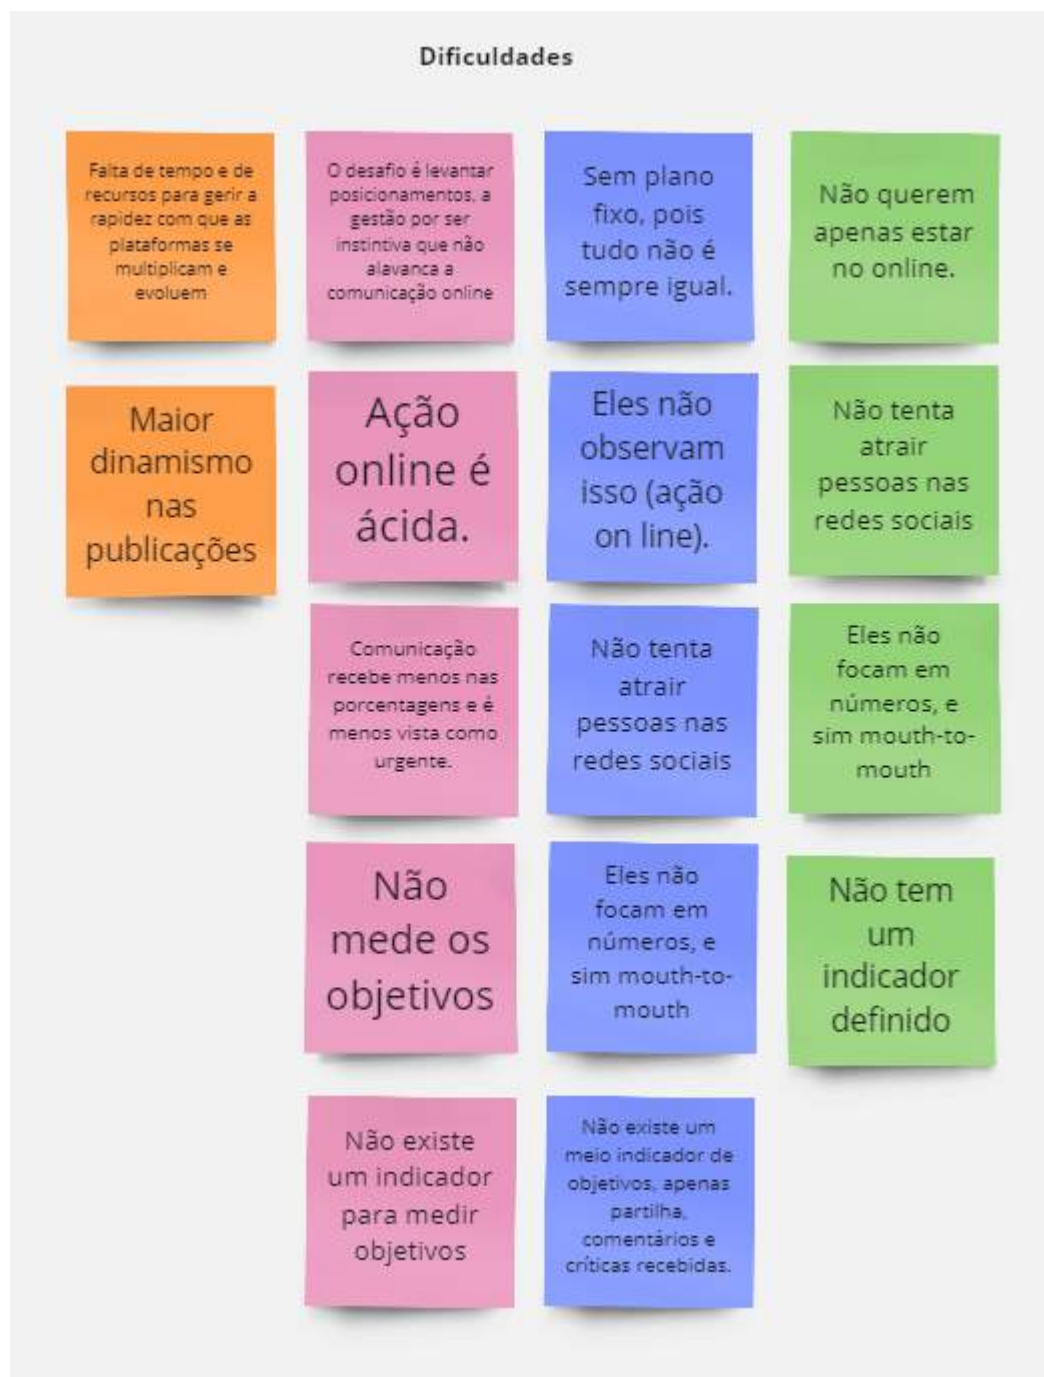 Dificuldades
Falta de tempo e de
recursos para gerir a
rapidez com que as
plataformas se
multiplicam e
evoluem
O desafio é levantar
posicionamentos, a
gestão por ser
instintiva que não
alavanca a
comunicação online
Sem plano
fixo, pois
tudo não é
sempre igual.
Não querem
apenas estar
no online.
Maior
dinamismo
nas
publicações
Ação
online é
ácida.
Eles não
observam
isso (ação
on line).
Não tenta
atrair
pessoas nas
redes sociais
Comunicação
recebe menos nas
porcentagens e é
menos vista como
urgente.
Não tenta
atrair
pessoas nas
redes sociais
Eles não
focam em
números, e
sim mouth-to-
mouth
Não
mede os
objetivos
Eles não
focam em
números, e
sim mouth-to-
mouth
Não tem
um
indicador
definido
Não existe
um indicador
para medir
objetivos
Não existe um
meio indicador de
objetivos, apenas
partilha,
comentários e
críticas recebidas.